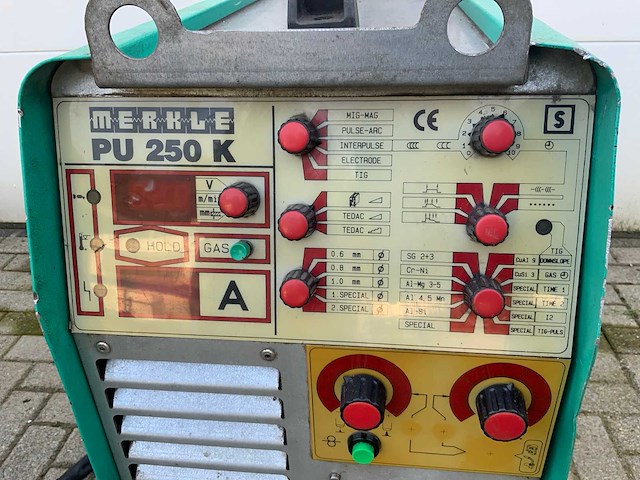 MERKLE
PU 250 K
V
m/mi
mm
HOLD
GAS
A
MIG-MAG
PULSE-ARC
INTERPULSE
ELECTRODE
TIG
CE
S
TEDAC
TEDAC
0.6 mm Ø
0.8 mm Ø
1.0 mm Ø
1.SPECIAL Ø
2.SPECIAL Ø
SG 2+3
Cr-Ni
Al-Mg 3-5
Al 4,5 Mn
Al-Si
SPECIAL
TIG
CuAl 9 DOWNSLOPE
CuSi 3 GAS
SPECIAL TIME 1
SPECIAL TIME 2
SPECIAL I2
SPECIAL TIG-PULS